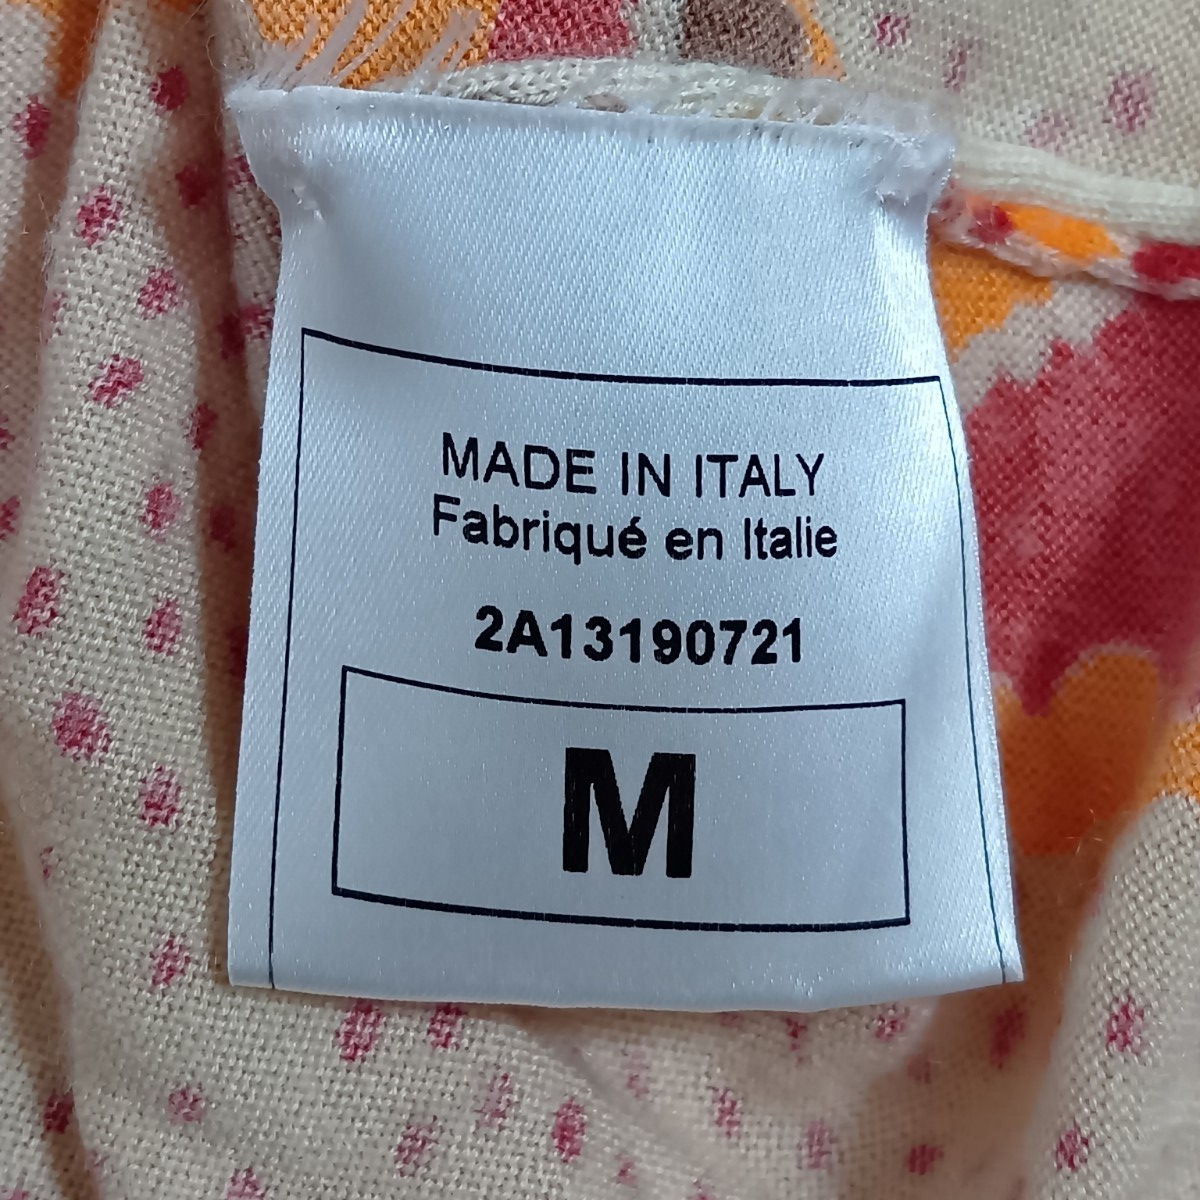 MADE IN ITALY
Fabriqué en Italie
2A13190721
M